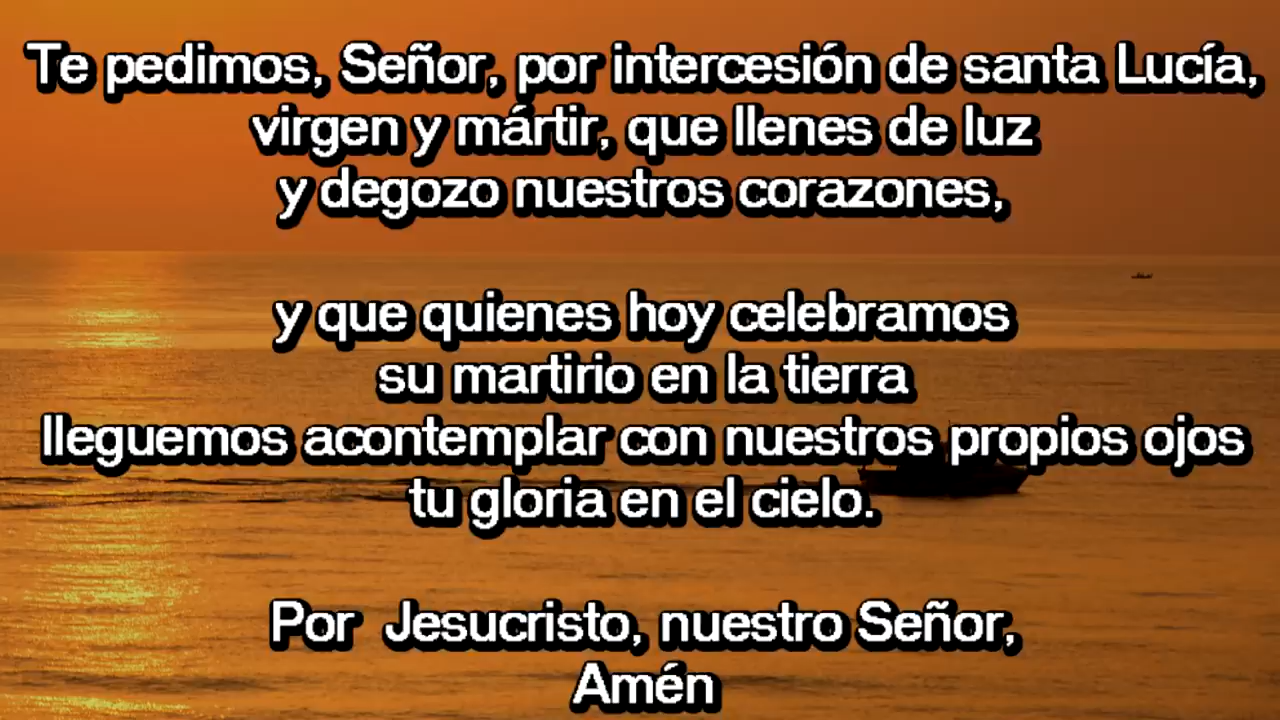 Te pedimos, Señor, por intercesión de santa Lucía,
virgen y mártir, que llenes de luz
y degozo nuestros corazones,
y que quienes hoy celebramos
su martirio en la tierra
lleguemos acontemplar con nuestros propios ojos
tu gloria en el cielo.
Por  Jesucristo, nuestro Señor,
Amén